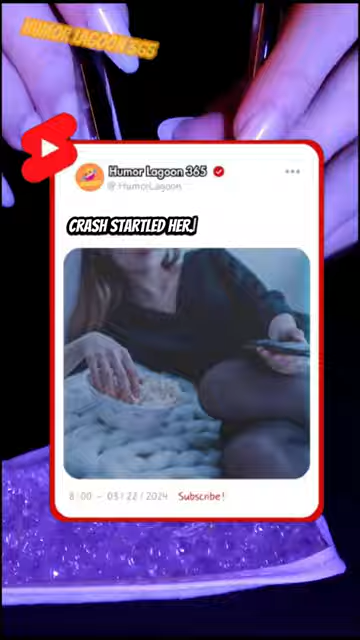 HUMOR LAGOON 365
Humor Lagoon 365
@HumorLagoon
CRASH STARTLED HER,
8:00 - 03/22/2024 Subscribe!